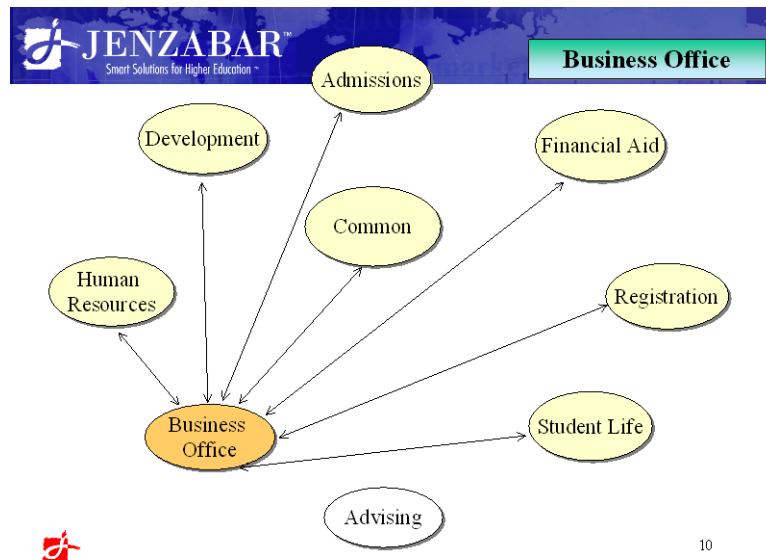 JENZABAR™
Smart Solutions for Higher Education ~
Business Office
Admissions
Development
Financial Aid
Common
Human
Resources
Registration
Business
Office
Student Life
Advising
10